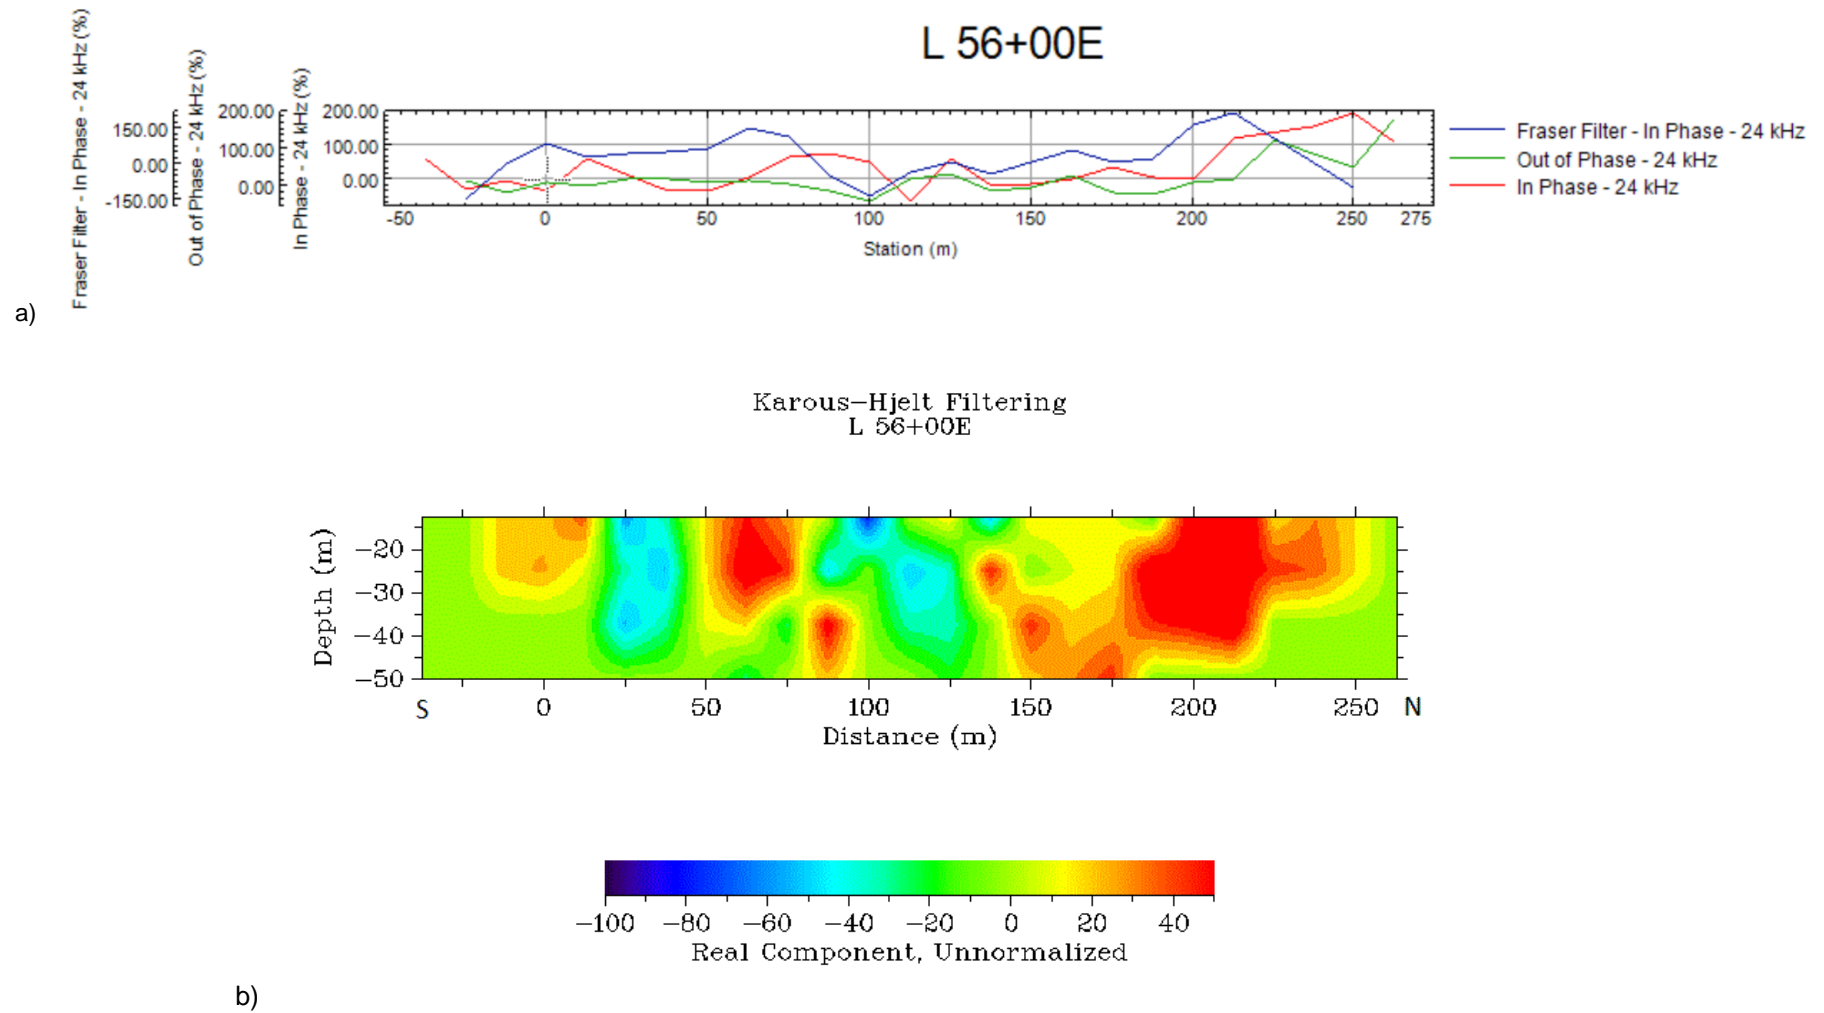 L 56+00E
Fraser Filter - In Phase - 24 kHz (%)
150.00
0.00
-150.00
Out of Phase - 24 kHz (%)
200.00
100.00
0.00
In Phase - 24 kHz (%)
200.00
100.00
0.00
-50 0 50 100 150 200 250 275
Station (m)
Fraser Filter - In Phase - 24 kHz
Out of Phase - 24 kHz
In Phase - 24 kHz
a)
Karous-Hjelt Filtering
L 56+00E
Depth (m)
-20
-30
-40
-50
S 0 50 100 150 200 250 N
Distance (m)
-100 -80 -60 -40 -20 0 20 40
Real Component, Unnormalized
b)